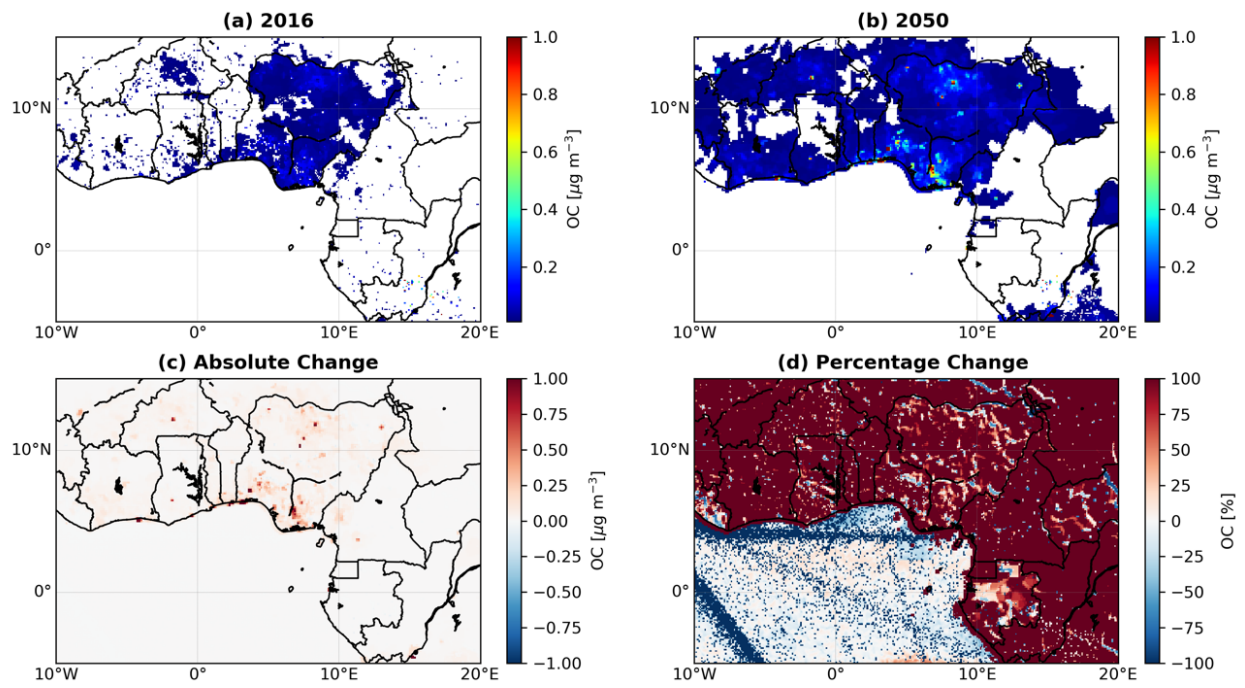 (a) 2016
(b) 2050
10°N
0°
10°W 0° 10°E 20°E
1.0
0.8
0.6
0.4
0.2
OC [μg m⁻³]
10°N
0°
10°W 0° 10°E 20°E
1.0
0.8
0.6
0.4
0.2
OC [μg m⁻³]
(c) Absolute Change
(d) Percentage Change
10°N
0°
10°W 0° 10°E 20°E
1.00
0.75
0.50
0.25
0.00
−0.25
−0.50
−0.75
−1.00
OC [μg m⁻³]
10°N
0°
10°W 0° 10°E 20°E
100
75
50
25
0
−25
−50
−75
−100
OC [%]